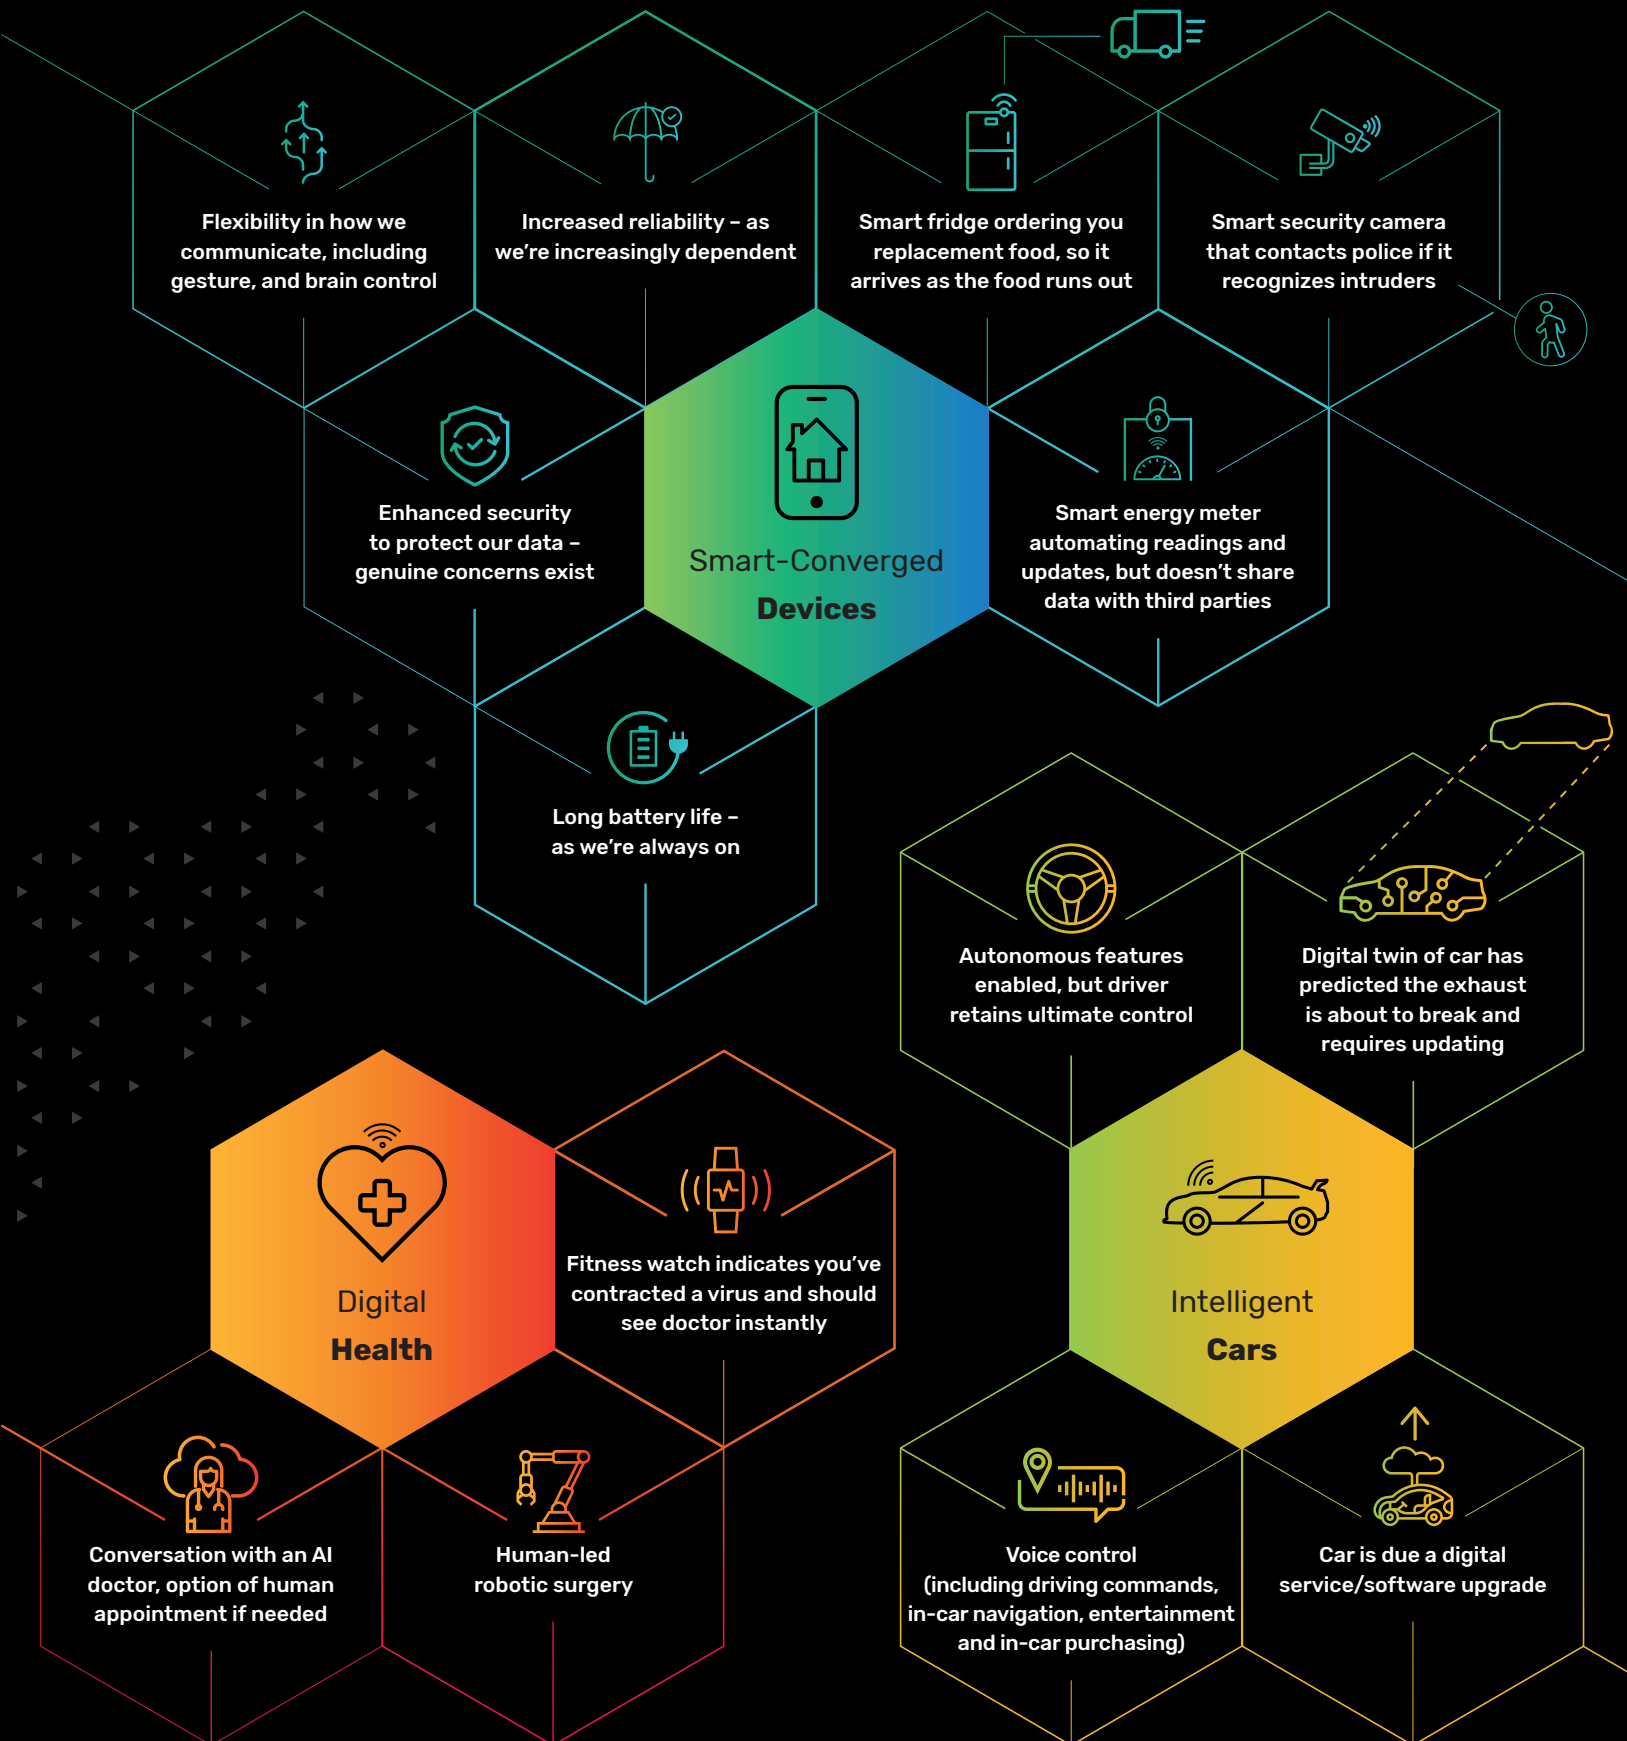 Flexibility in how we
communicate, including
gesture, and brain control
Increased reliability – as
we're increasingly dependent
Smart fridge ordering you
replacement food, so it
arrives as the food runs out
Smart security camera
that contacts police if it
recognizes intruders
Enhanced security
to protect our data –
genuine concerns exist
Smart-Converged
Devices
Smart energy meter
automating readings and
updates, but doesn't share
data with third parties
Long battery life –
as we're always on
Autonomous features
enabled, but driver
retains ultimate control
Digital twin of car has
predicted the exhaust
is about to break and
requires updating
Digital
Health
Fitness watch indicates you've
contracted a virus and should
see doctor instantly
Intelligent
Cars
Conversation with an AI
doctor, option of human
appointment if needed
Human-led
robotic surgery
Voice control
(including driving commands,
in-car navigation, entertainment
and in-car purchasing)
Car is due a digital
service/software upgrade